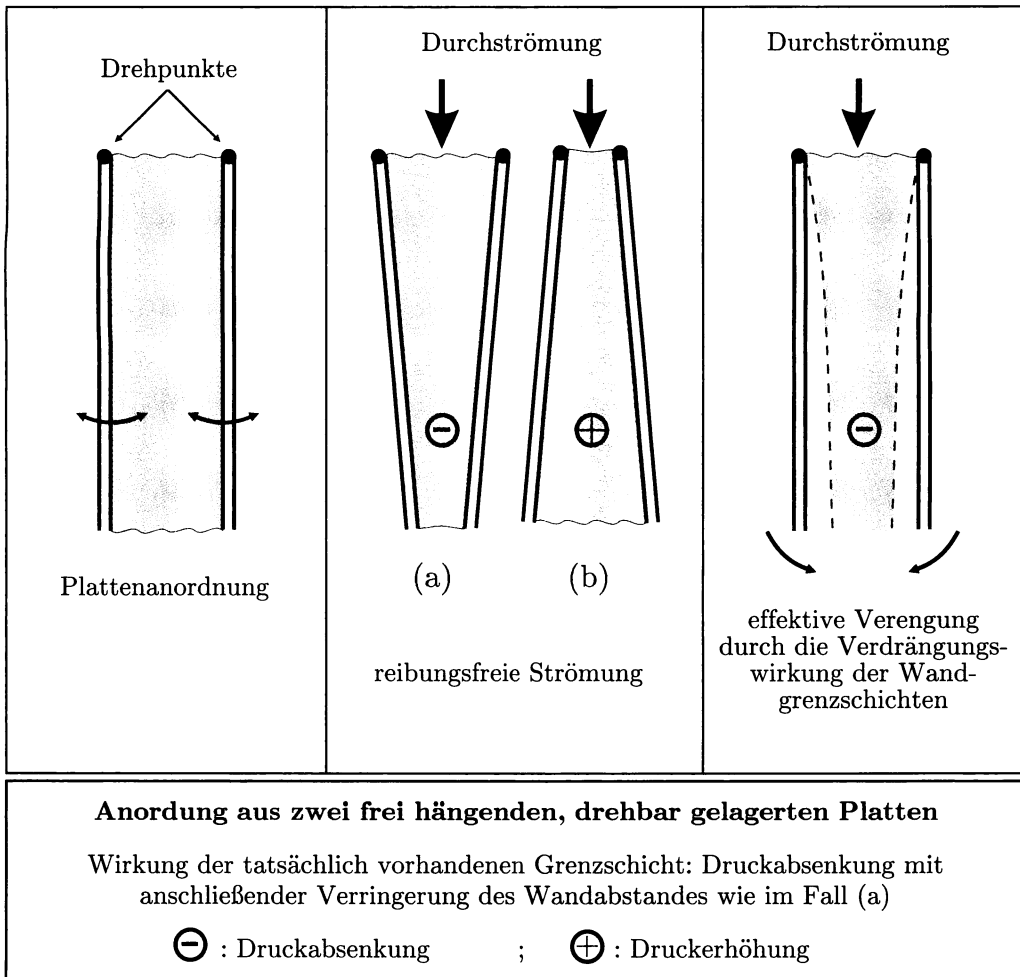 Drehpunkte
Plattenanordnung
Durchströmung
(a)
(b)
reibungsfreie Strömung
Durchströmung
effektive Verengung
durch die Verdrängungs-
wirkung der Wand-
grenzschichten
Anordung aus zwei frei hängenden, drehbar gelagerten Platten
Wirkung der tatsächlich vorhandenen Grenzschicht: Druckabsenkung mit
anschließender Verringerung des Wandabstandes wie im Fall (a)
⊖ : Druckabsenkung ; ⊕ : Druckerhöhung